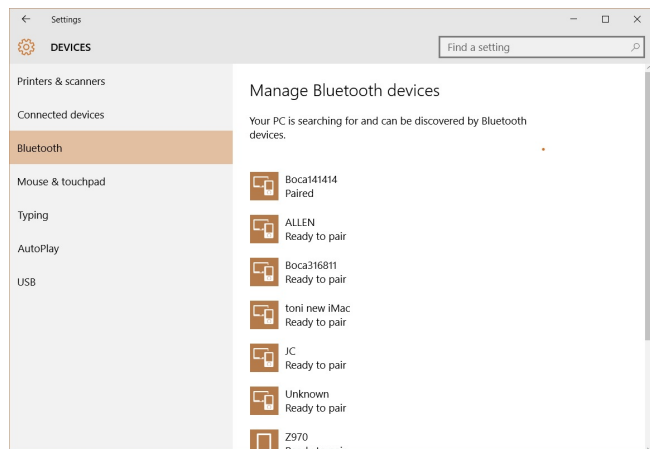 Settings
DEVICES
Find a setting
Printers & scanners
Connected devices
Bluetooth
Mouse & touchpad
Typing
AutoPlay
USB
Manage Bluetooth devices
Your PC is searching for and can be discovered by Bluetooth
devices.
Boca141414
Paired
ALLEN
Ready to pair
Boca316811
Ready to pair
toni new iMac
Ready to pair
JC
Ready to pair
Unknown
Ready to pair
Z970